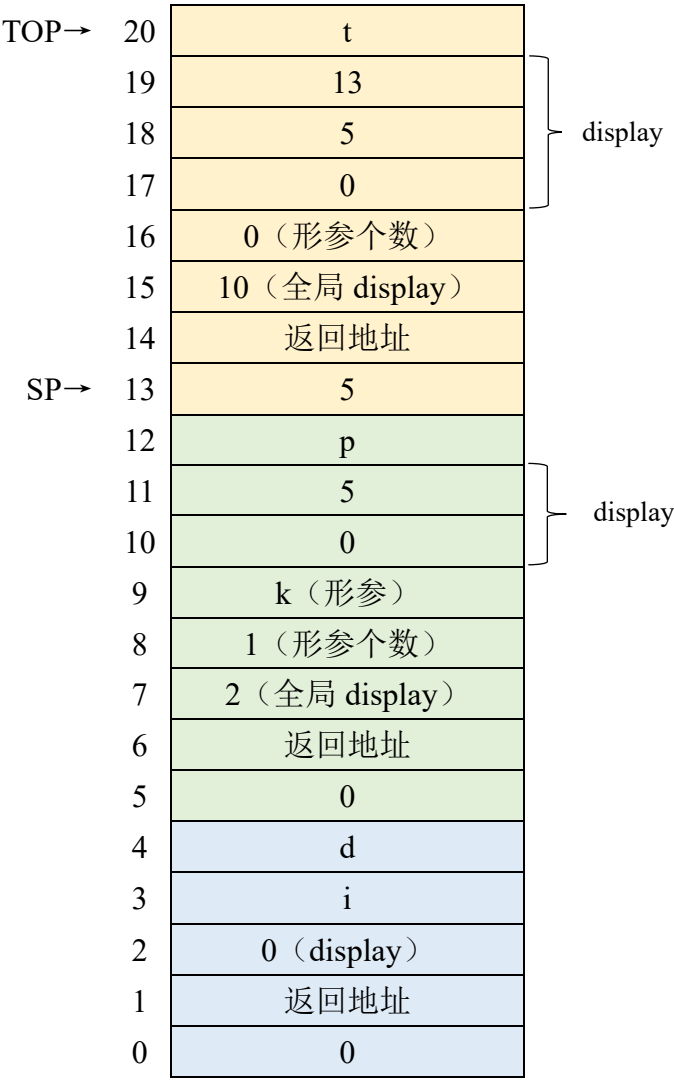 TOP→ 20 t
19 13
18 5 display
17 0
16 0（形参个数）
15 10（全局 display）
14 返回地址
SP→ 13 5
12 p
11 5
display
10 0
9 k（形参）
8 1（形参个数）
7 2（全局 display）
6 返回地址
5 0
4 d
3 i
2 0（display）
1 返回地址
0 0